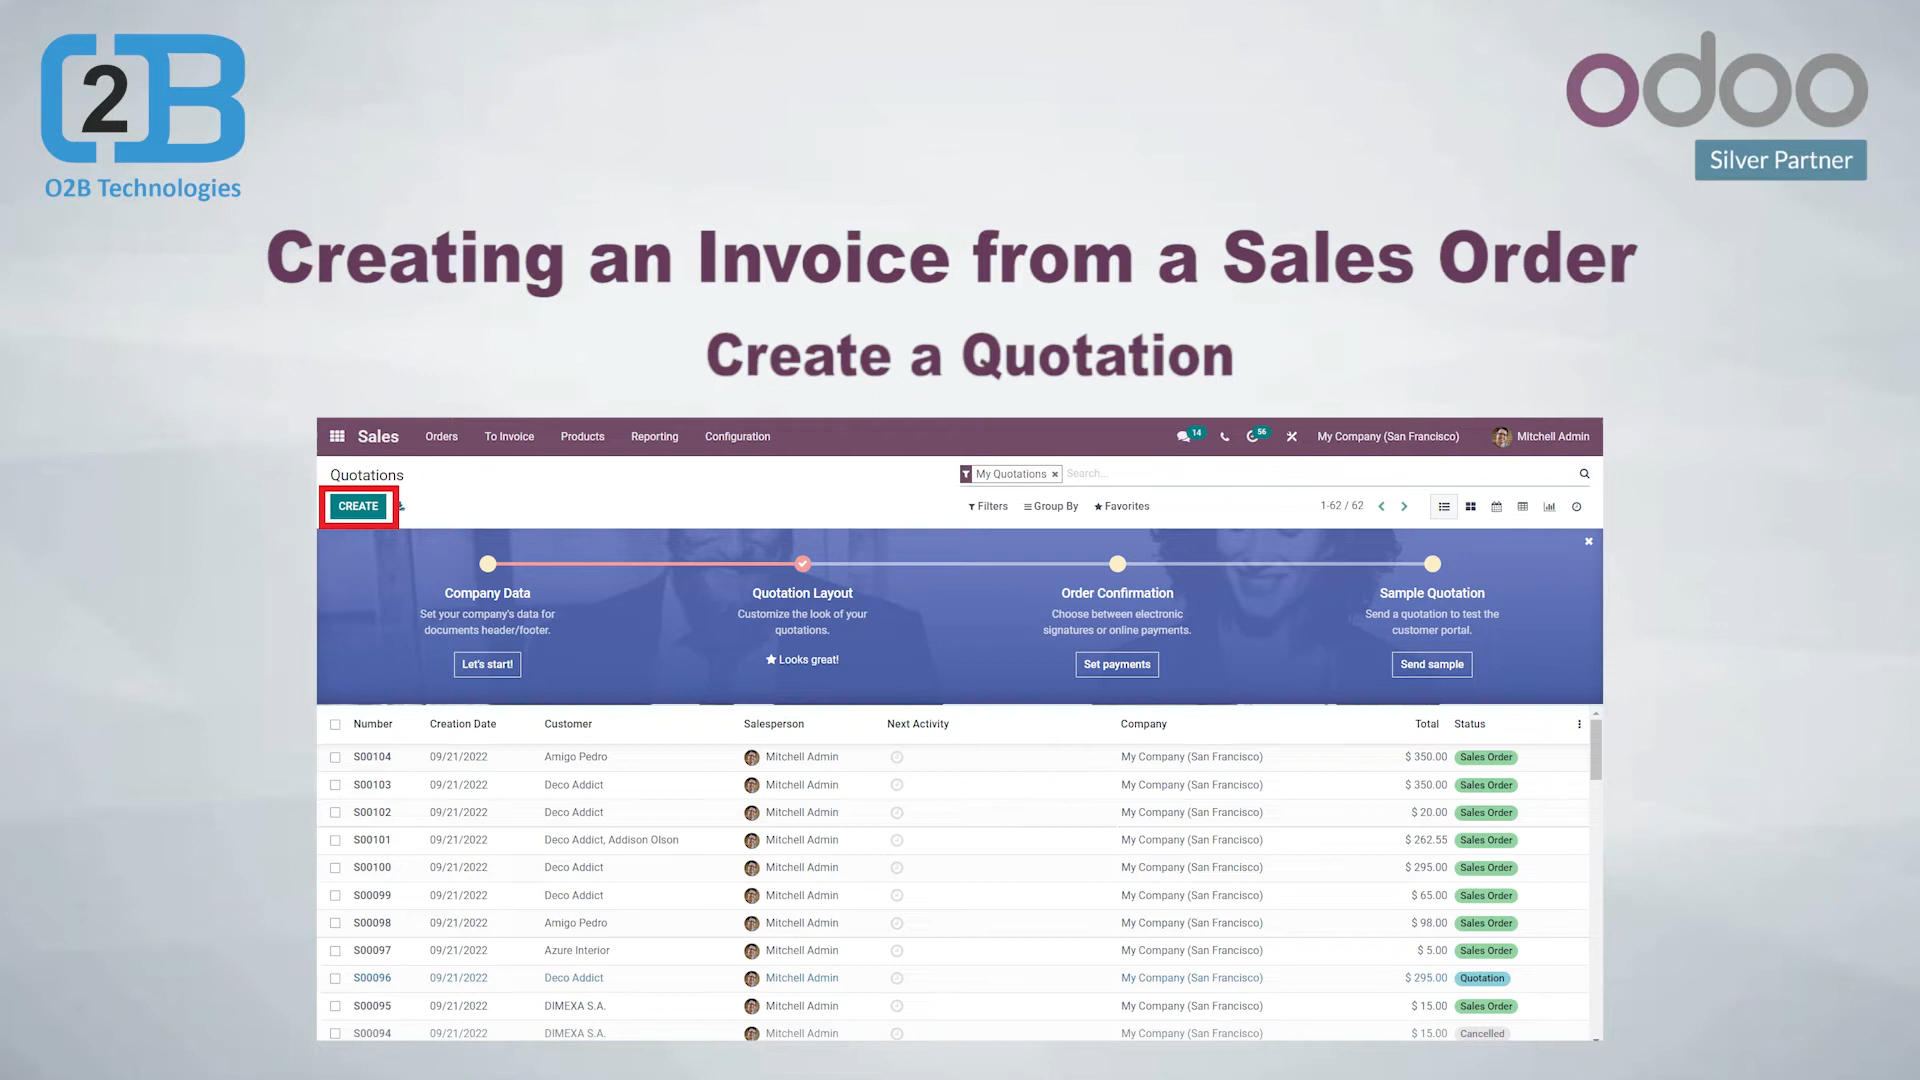 2B
O2B Technologies
odoo
Silver Partner
Creating an Invoice from a Sales Order
Create a Quotation
Sales Orders To Invoice Products Reporting Configuration 14 56 My Company (San Francisco) Mitchell Admin
Quotations My Quotations × Search...
CREATE Filters Group By Favorites 1-62 / 62
Company Data Quotation Layout Order Confirmation Sample Quotation
Set your company's data for Customize the look of your Choose between electronic Send a quotation to test the
documents header/footer. quotations. signatures or online payments. customer portal.
Let's start! Looks great! Set payments Send sample
Number Creation Date Customer Salesperson Next Activity Company Total Status
S00104 09/21/2022 Amigo Pedro Mitchell Admin My Company (San Francisco) $ 350.00 Sales Order
S00103 09/21/2022 Deco Addict Mitchell Admin My Company (San Francisco) $ 350.00 Sales Order
S00102 09/21/2022 Deco Addict Mitchell Admin My Company (San Francisco) $ 20.00 Sales Order
S00101 09/21/2022 Deco Addict, Addison Olson Mitchell Admin My Company (San Francisco) $ 262.55 Sales Order
S00100 09/21/2022 Deco Addict Mitchell Admin My Company (San Francisco) $ 295.00 Sales Order
S00099 09/21/2022 Deco Addict Mitchell Admin My Company (San Francisco) $ 65.00 Sales Order
S00098 09/21/2022 Amigo Pedro Mitchell Admin My Company (San Francisco) $ 98.00 Sales Order
S00097 09/21/2022 Azure Interior Mitchell Admin My Company (San Francisco) $ 5.00 Sales Order
S00096 09/21/2022 Deco Addict Mitchell Admin My Company (San Francisco) $ 295.00 Quotation
S00095 09/21/2022 DIMEXA S.A. Mitchell Admin My Company (San Francisco) $ 15.00 Sales Order
S00094 09/21/2022 DIMEXA S.A. Mitchell Admin My Company (San Francisco) $ 15.00 Cancelled